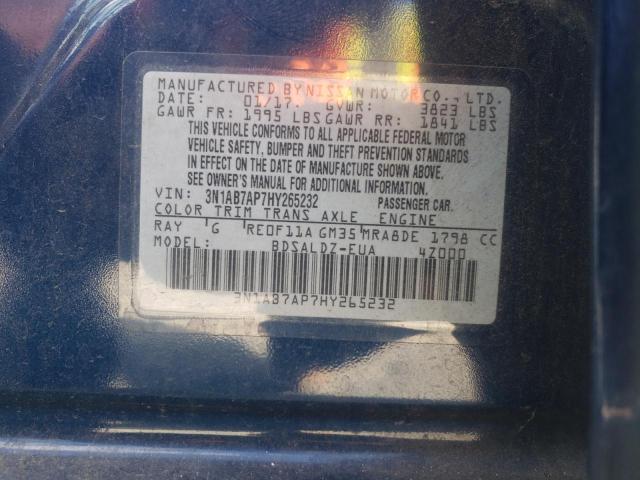 MANUFACTURED BY NISSAN MOTOR CO., LTD.
DATE: 01/17 GVWR: 3823 LBS
GAWR FR: 1995 LBS GAWR RR: 1841 LBS
THIS VEHICLE CONFORMS TO ALL APPLICABLE FEDERAL MOTOR
VEHICLE SAFETY, BUMPER AND THEFT PREVENTION STANDARDS
IN EFFECT ON THE DATE OF MANUFACTURE SHOWN ABOVE.
SEE OWNER'S MANUAL FOR ADDITIONAL INFORMATION.
VIN: 3N1AB7AP7HY265232 PASSENGER CAR.
COLOR TRIM TRANS AXLE ENGINE
RAY G RE0F11A GM35 MRA8DE 1798 CC
MODEL: BDSALDZ-EUA 4Z000
3N1AB7AP7HY265232